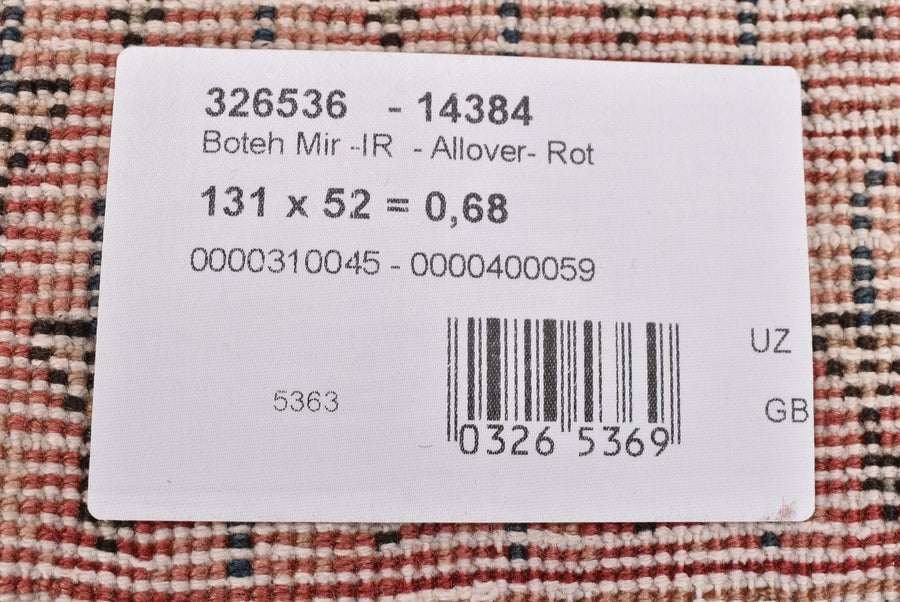 326536 - 14384
Boteh Mir -IR - Allover- Rot
131 x 52 = 0,68
0000310045 - 0000400059
UZ
5363
GB
0326 5369